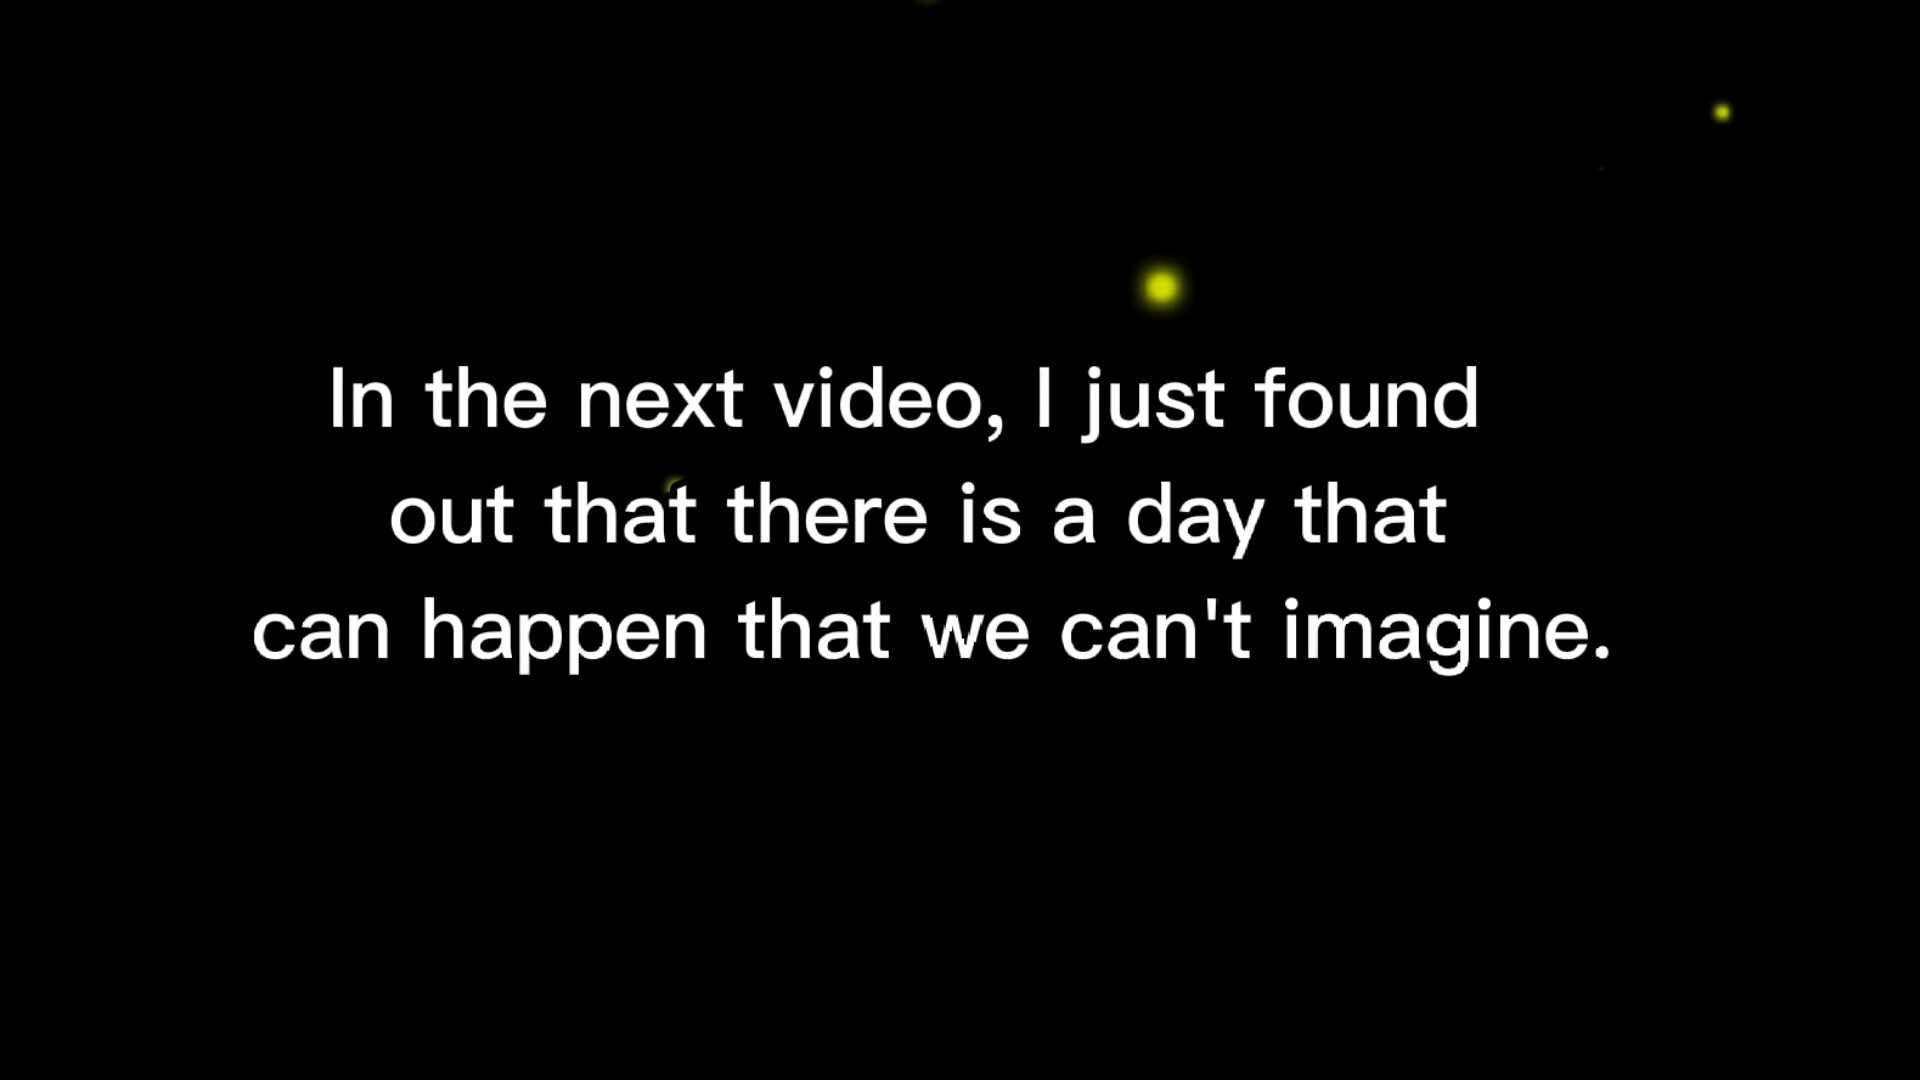 In the next video, I just found
out that there is a day that
can happen that we can't imagine.